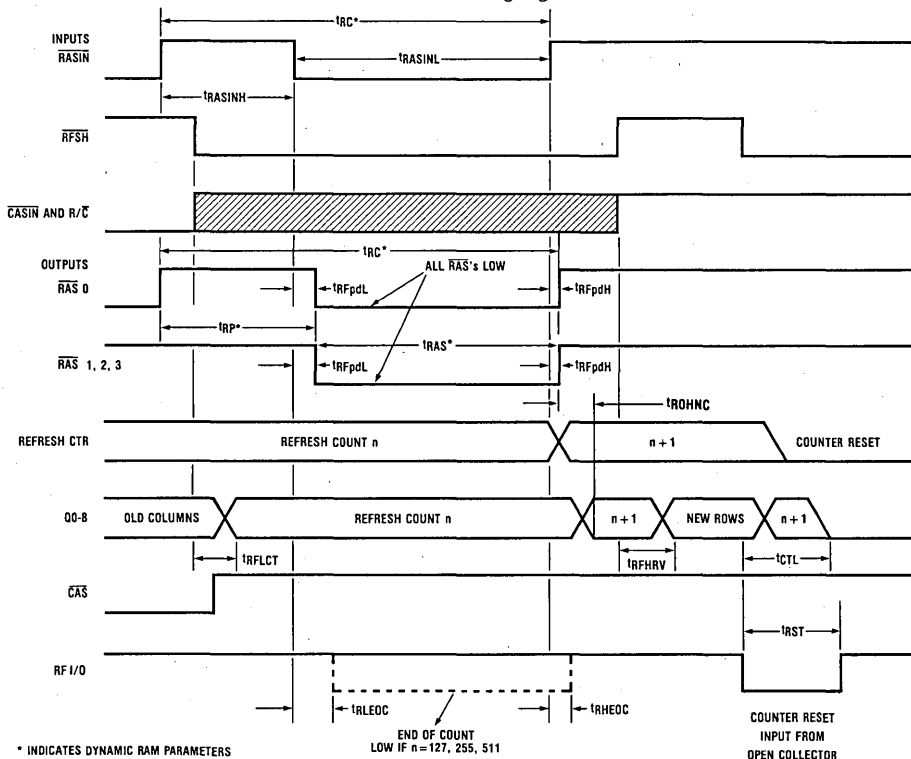 tRC*
INPUTS
RASIN
tRASINL
tRASINH
RFSH
CASIN AND R/C
tRC*
OUTPUTS
ALL RAS's LOW
RAS 0
tRFpdL
tRFpdH
tRP*
tRAS*
RAS 1, 2, 3
tRFpdL
tRFpdH
tROHNC
REFRESH CTR
REFRESH COUNT n
n + 1
COUNTER RESET
Q0-8
OLD COLUMNS
REFRESH COUNT n
n + 1
NEW ROWS
n + 1
tRFLCT
tRFHRV
tCTL
CAS
tRST
RF I/O
tRLEOC
tRHEOC
END OF COUNT
LOW IF n = 127, 255, 511
COUNTER RESET
INPUT FROM
OPEN COLLECTOR
* INDICATES DYNAMIC RAM PARAMETERS